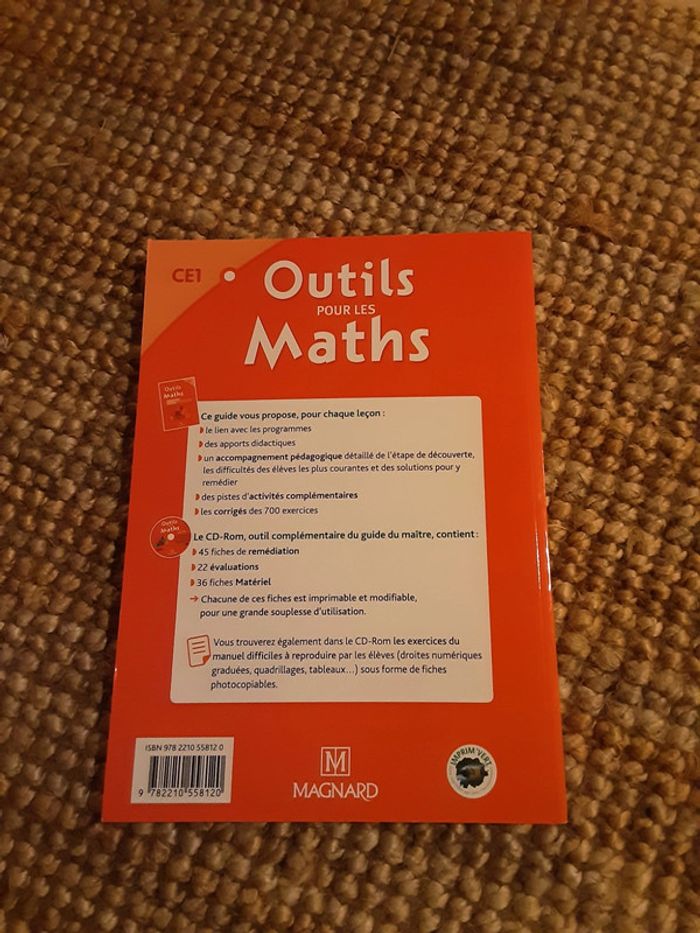 CE1
Outils
POUR LES
Maths
Outils
Maths
Ce guide vous propose, pour chaque leçon :
le lien avec les programmes
des apports didactiques
un accompagnement pédagogique détaillé de l'étape de découverte,
les difficultés des élèves les plus courantes et des solutions pour y
remédier
des pistes d'activités complémentaires
les corrigés des 700 exercices
Outils
Maths
Le CD-Rom, outil complémentaire du guide du maître, contient :
45 fiches de remédiation
22 évaluations
36 fiches Matériel
→ Chacune de ces fiches est imprimable et modifiable,
pour une grande souplesse d'utilisation.
Vous trouverez également dans le CD-Rom les exercices du
manuel difficiles à reproduire par les élèves (droites numériques
graduées, quadrillages, tableaux...) sous forme de fiches
photocopiables.
ISBN 978 2210 55812 0
9 782210 558120
M
MAGNARD
IMPRIM'VERT